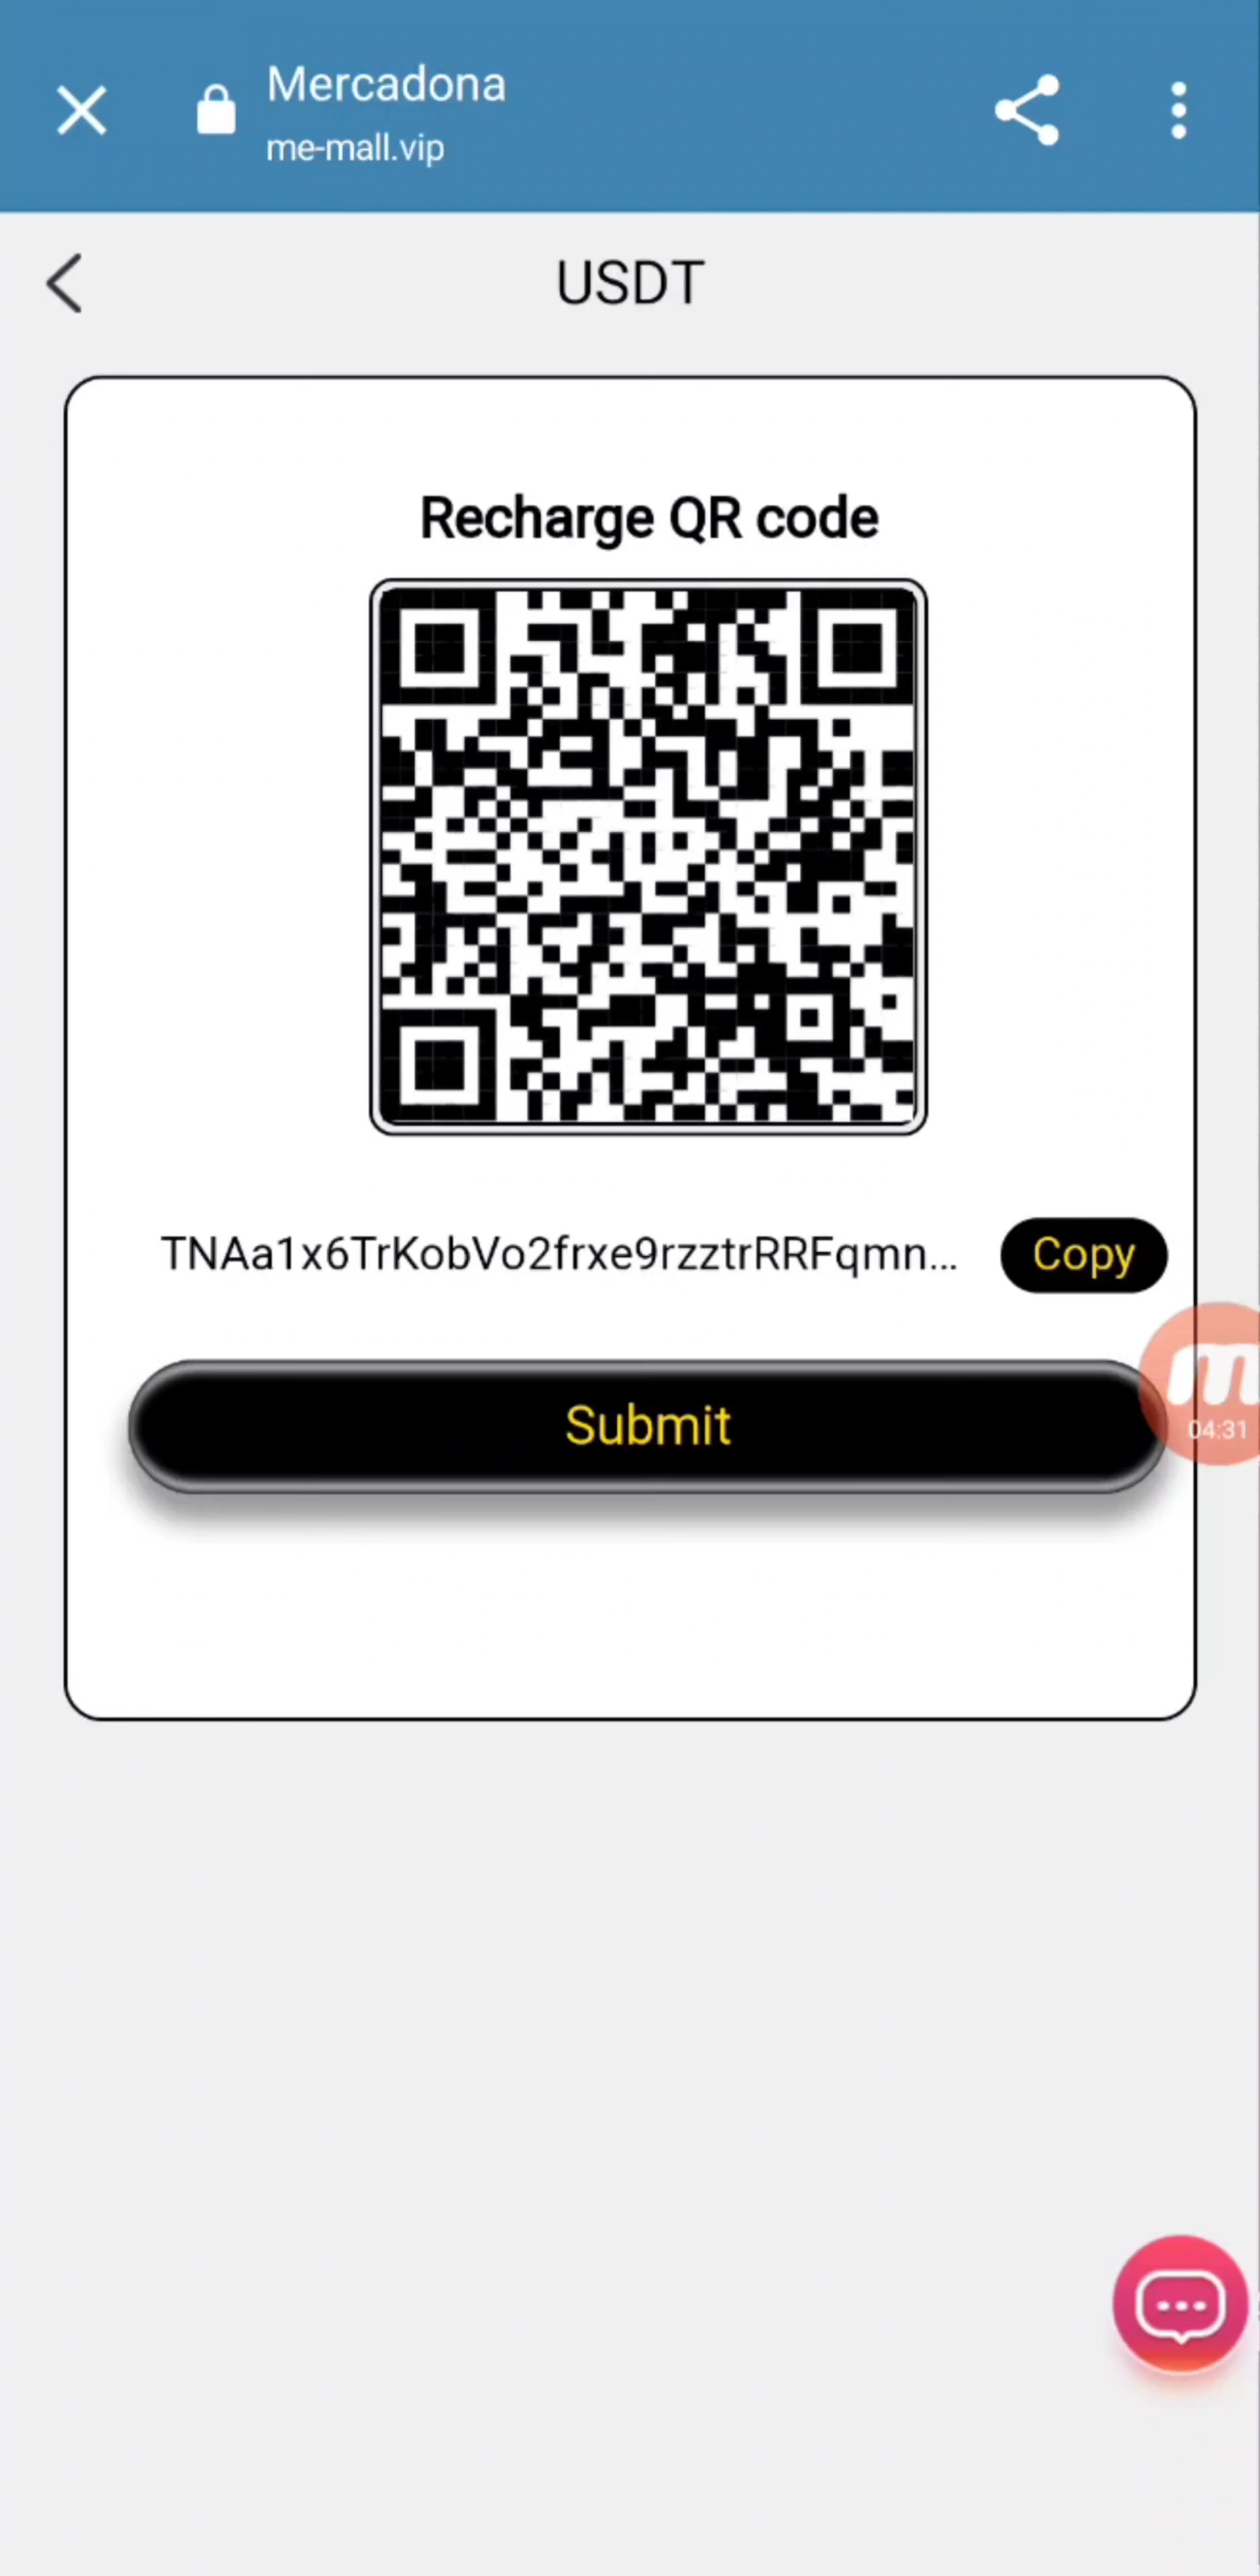 Mercadona
me-mall.vip
USDT
Recharge QR code
TNAa1x6TrKobVo2frxe9rzztrRRFqmn...
Copy
Submit
04:31